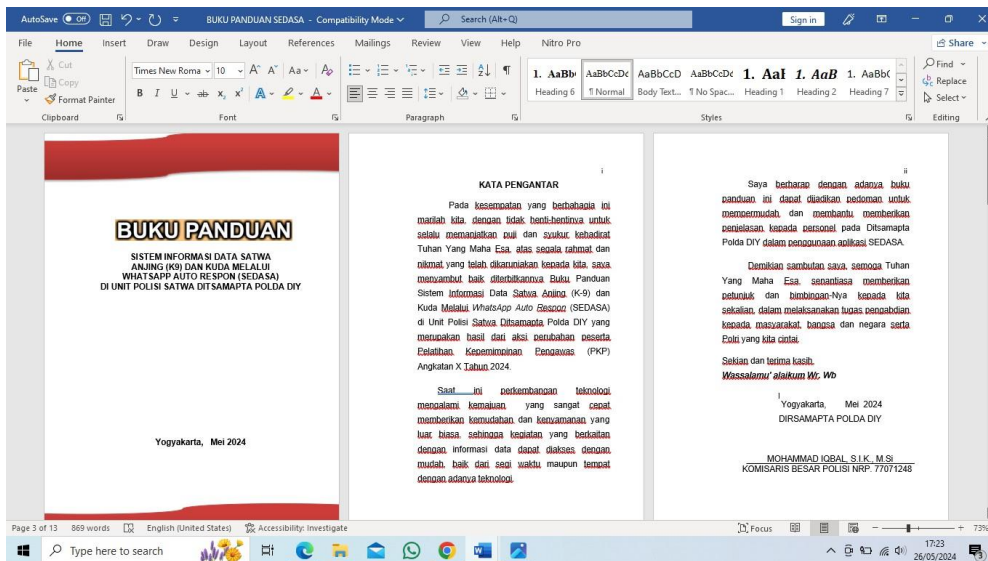 AutoSave Off BUKU PANDUAN SEDASA - Compatibility Mode Search (Alt+Q) Sign in
File Home Insert Draw Design Layout References Mailings Review View Help Nitro Pro Share
Paste Cut Copy Format Painter
Times New Roma 10
B I U ab
1. AaBb AaBbCcDc AaBbCcD AaBbCcDc 1. AaI 1. AaB 1. AaBb(
Heading 6 ¶ Normal Body Text... ¶ No Spac... Heading 1 Heading 2 Heading 7
Find
Replace
Select
Clipboard Font Paragraph Styles Editing
BUKU PANDUAN
SISTEM INFORMASI DATA SATWA
ANJING (K9) DAN KUDA MELALUI
WHATSAPP AUTO RESPON (SEDASA)
DI UNIT POLISI SATWA DITSAMAPTA POLDA DIY
Yogyakarta, Mei 2024
i
KATA PENGANTAR
Pada kesempatan yang berbahagia ini
marilah kita, dengan tidak henti-hentinya untuk
selalu memanjatkan puji dan syukur kehadirat
Tuhan Yang Maha Esa, atas segala rahmat dan
nikmat yang telah dikaruniakan kepada kita, saya
menyambut baik diterbitkannya Buku Panduan
Sistem Informasi Data Satwa Anjing (K-9) dan
Kuda Melalui WhatsApp Auto Respon (SEDASA)
di Unit Polisi Satwa Ditsamapta Polda DIY yang
merupakan hasil dari aksi perubahan peserta
Pelatihan Kepemimpinan Pengawas (PKP)
Angkatan X Tahun 2024.
Saat ini perkembangan teknologi
mengalami kemajuan yang sangat cepat
memberikan kemudahan dan kenyamanan yang
luar biasa, sehingga kegiatan yang berkaitan
dengan informasi data dapat diakses dengan
mudah, baik dari segi waktu maupun tempat
dengan adanya teknologi.
ii
Saya berharap dengan adanya buku
panduan ini dapat dijadikan pedoman untuk
mempermudah dan membantu memberikan
penjelasan kepada personel pada Ditsamapta
Polda DIY dalam penggunaan aplikasi SEDASA.
Demikian sambutan saya, semoga Tuhan
Yang Maha Esa senantiasa memberikan
petunjuk dan bimbingan-Nya kepada kita
sekalian, dalam melaksanakan tugas pengabdian
kepada masyarakat, bangsa dan negara serta
Polri yang kita cintai.
Sekian dan terima kasih.
Wassalamu' alaikum Wr. Wb
Yogyakarta, Mei 2024
DIRSAMAPTA POLDA DIY
MOHAMMAD IQBAL, S.I.K., M.Si
KOMISARIS BESAR POLISI NRP. 77071248
Page 3 of 13 869 words English (United States) Accessibility: Investigate Focus 73%
Type here to search
17:23
26/05/2024
3